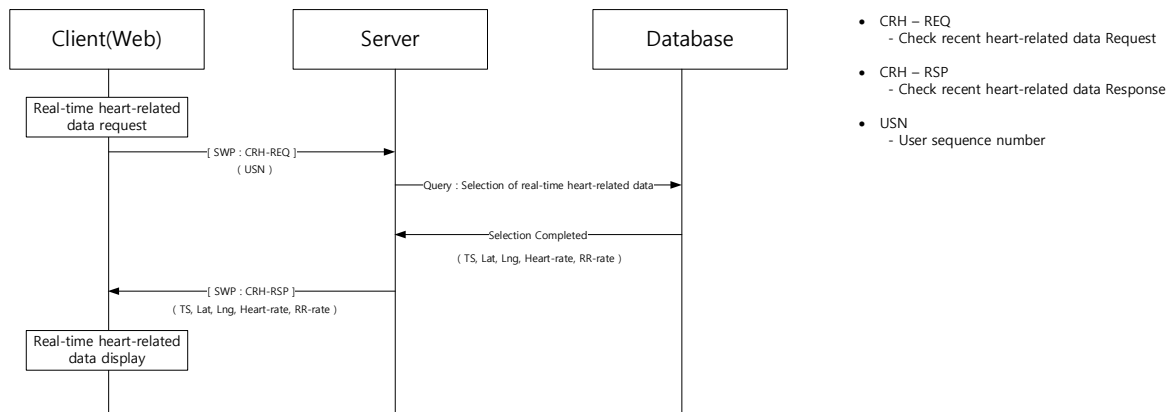 Client(Web)
Server
Database
Real-time heart-related
data request
[ SWP : CRH-REQ ]
( USN )
Query : Selection of real-time heart-related data
Selection Completed
( TS, Lat, Lng, Heart-rate, RR-rate )
[ SWP : CRH-RSP ]
( TS, Lat, Lng, Heart-rate, RR-rate )
Real-time heart-related
data display
• CRH – REQ
- Check recent heart-related data Request
• CRH – RSP
- Check recent heart-related data Response
• USN
- User sequence number